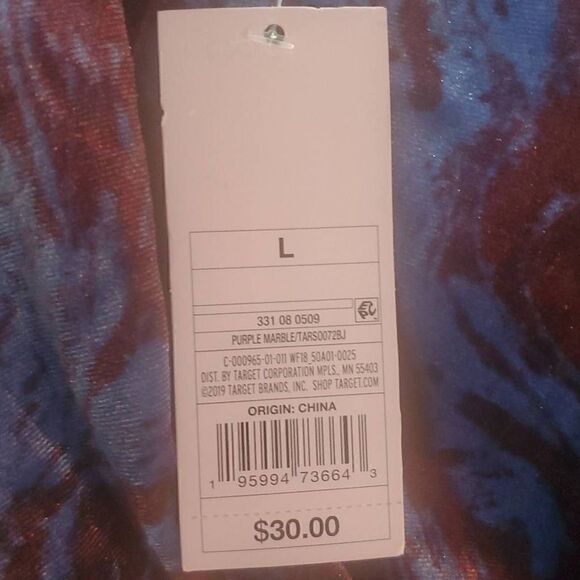 L
331 08 0509
PURPLE MARBLE/TARS0072BJ
C-000965-01-011 WF18 50A01-0025
DIST. BY TARGET CORPORATION MPLS., MN 55403
©2019 TARGET BRANDS, INC. SHOP TARGET.COM
ORIGIN: CHINA
1 95994 73664 3
$30.00